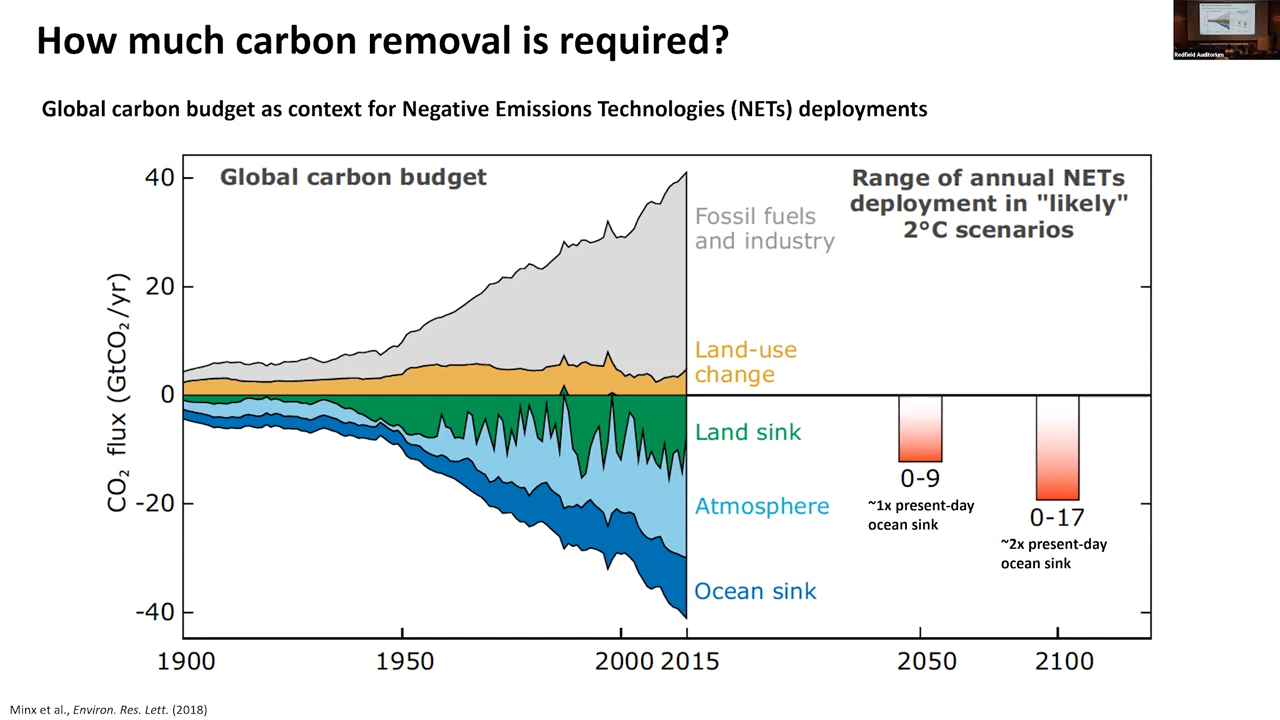 How much carbon removal is required?
Redfield Auditorium
Global carbon budget as context for Negative Emissions Technologies (NETs) deployments
CO₂ flux (GtCO₂/yr)
40
20
0
-20
-40
Global carbon budget
Fossil fuels
and industry
Land-use
change
Land sink
Atmosphere
Ocean sink
Range of annual NETs
deployment in "likely"
2°C scenarios
0-9
~1x present-day
ocean sink
0-17
~2x present-day
ocean sink
1900
1950
2000
2015
2050
2100
Minx et al., Environ. Res. Lett. (2018)